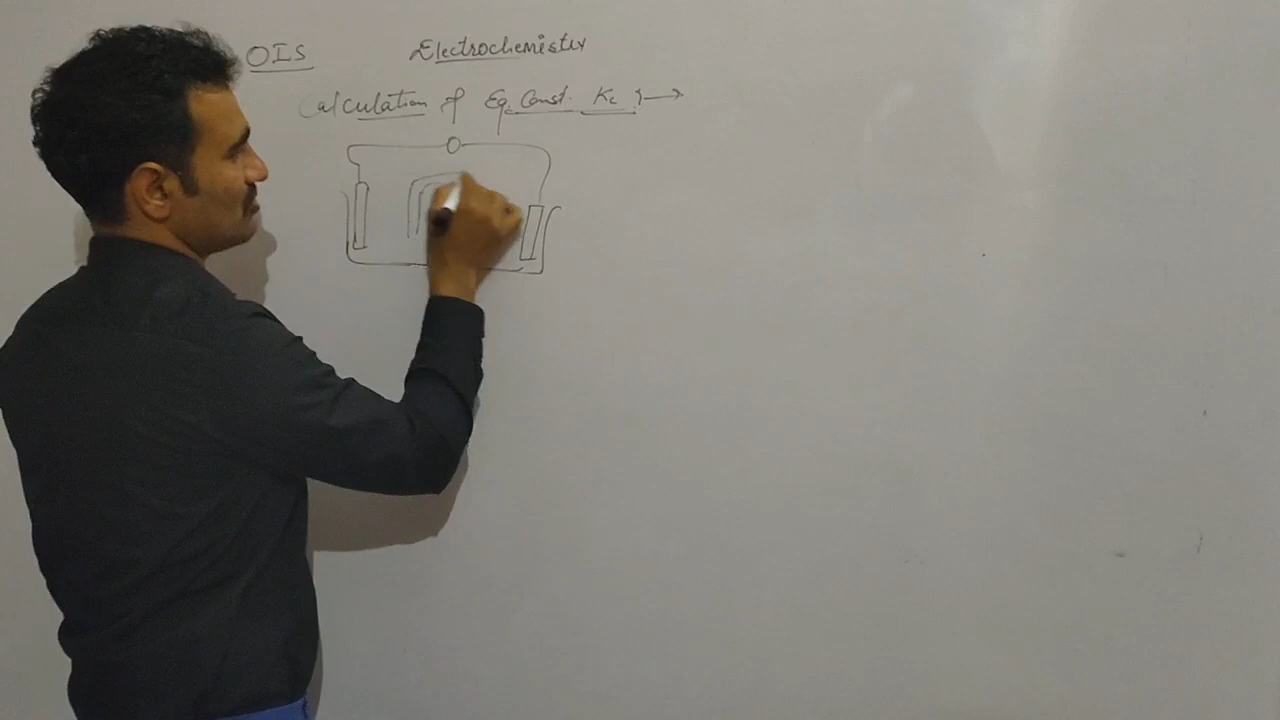 OIS Electrochemistry
Calculation of Eq. Const. Kc }→